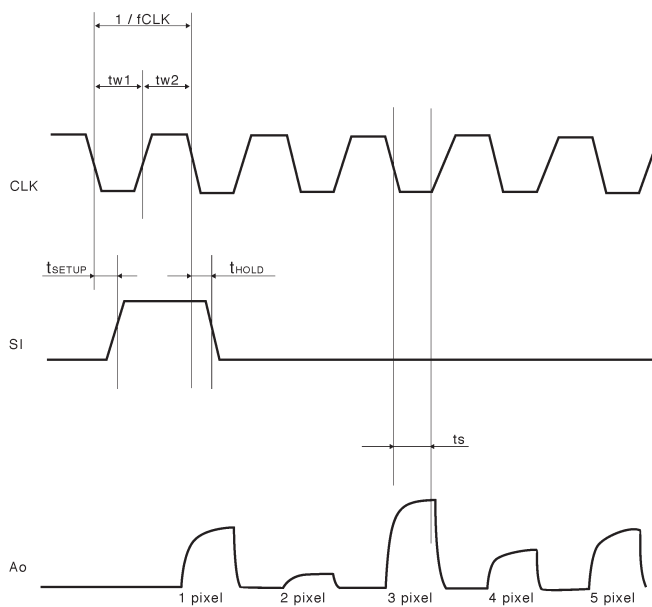 1 / fCLK
tw1 tw2
CLK
tSETUP tHOLD
SI
ts
Ao
1 pixel 2 pixel 3 pixel 4 pixel 5 pixel